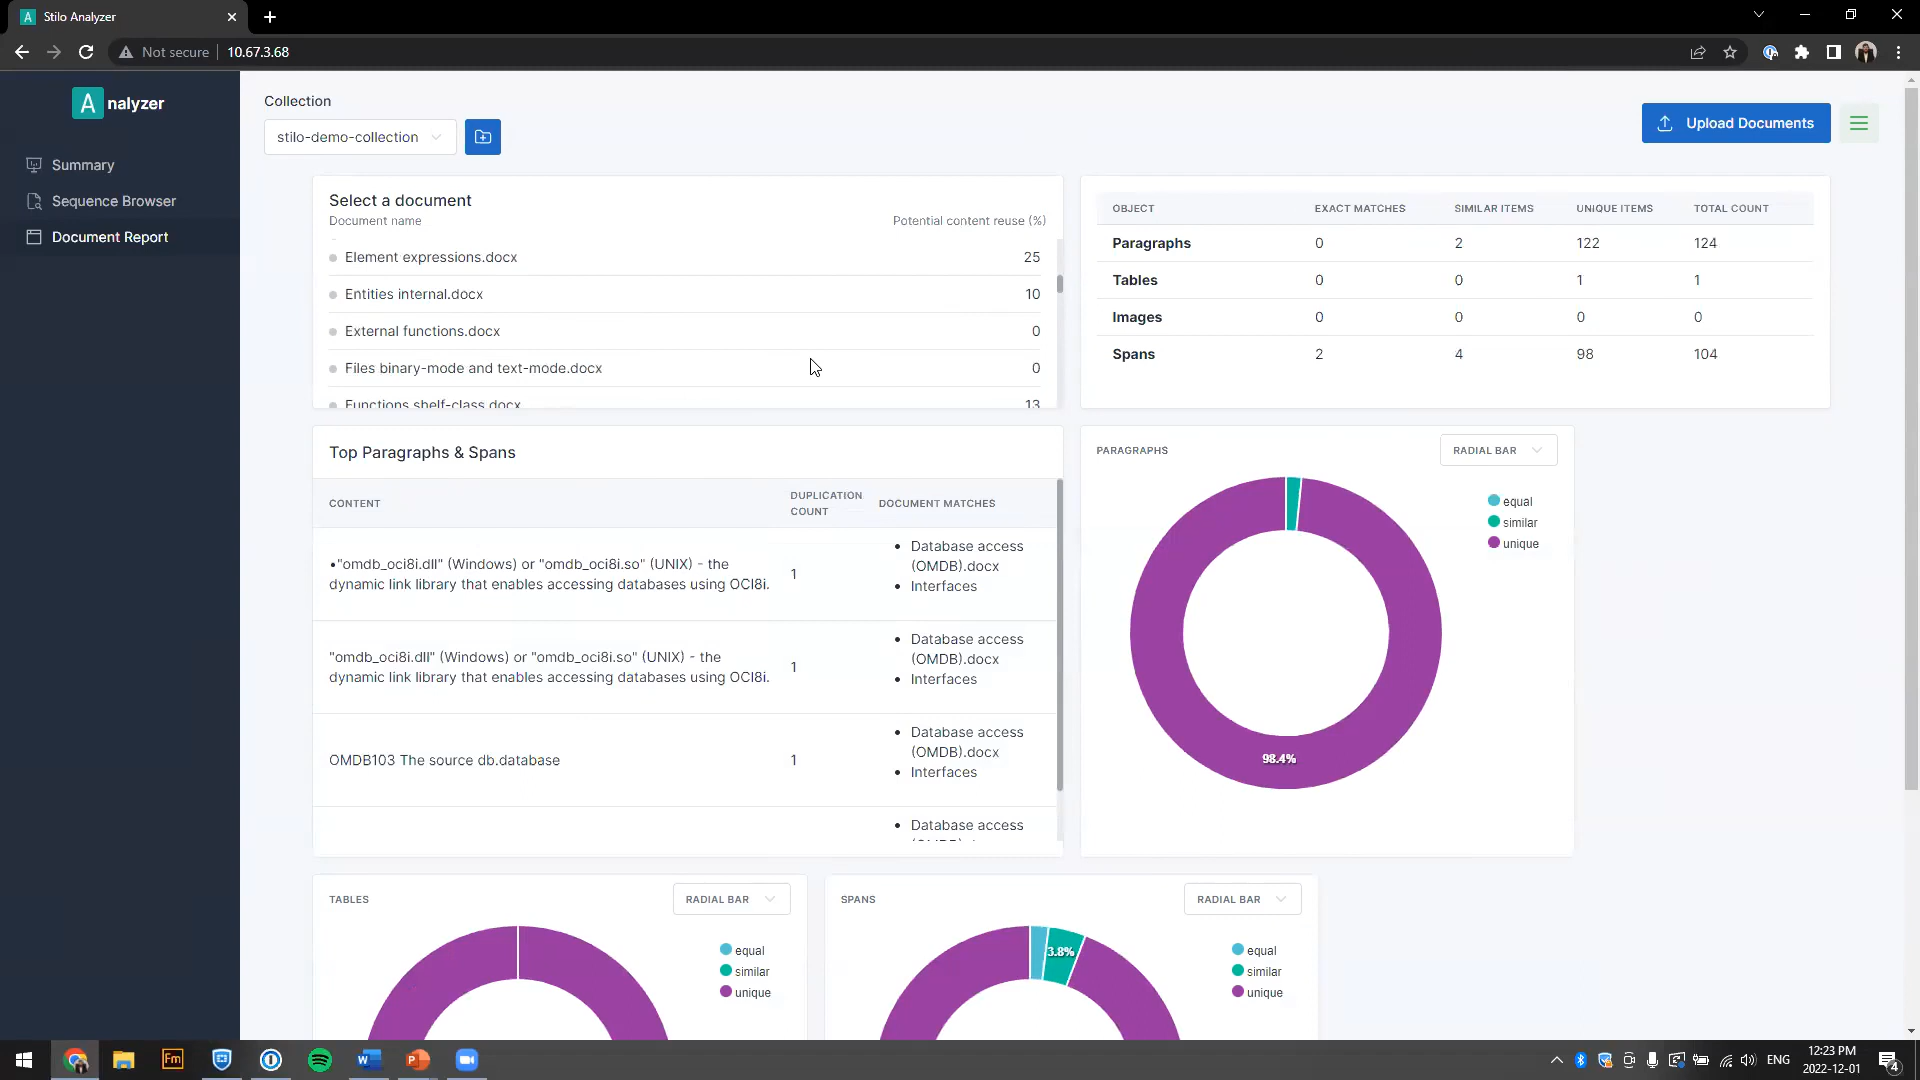 Stilo Analyzer
Not secure
10.67.3.68
A nalyzer
Summary
Sequence Browser
Document Report
Collection
stilo-demo-collection
Upload Documents
Select a document
Document name
Potential content reuse (%)
Element expressions.docx
25
Entities internal.docx
10
External functions.docx
0
Files binary-mode and text-mode.docx
0
Functions shelf-class.docx
13
OBJECT EXACT MATCHES SIMILAR ITEMS UNIQUE ITEMS TOTAL COUNT
Paragraphs 0 2 122 124
Tables 0 0 1 1
Images 0 0 0 0
Spans 2 4 98 104
Top Paragraphs & Spans
CONTENT
DUPLICATION
COUNT
DOCUMENT MATCHES
•"omdb_oci8i.dll" (Windows) or "omdb_oci8i.so" (UNIX) - the
dynamic link library that enables accessing databases using OCI8i.
1
• Database access
(OMDB).docx
• Interfaces
"omdb_oci8i.dll" (Windows) or "omdb_oci8i.so" (UNIX) - the
dynamic link library that enables accessing databases using OCI8i.
1
• Database access
(OMDB).docx
• Interfaces
OMDB103 The source db.database
1
• Database access
(OMDB).docx
• Interfaces
• Database access
PARAGRAPHS
RADIAL BAR
equal
similar
unique
98.4%
TABLES
RADIAL BAR
equal
similar
unique
SPANS
RADIAL BAR
3.8%
equal
similar
unique
Fm
ENG
12:23 PM
2022-12-01
4